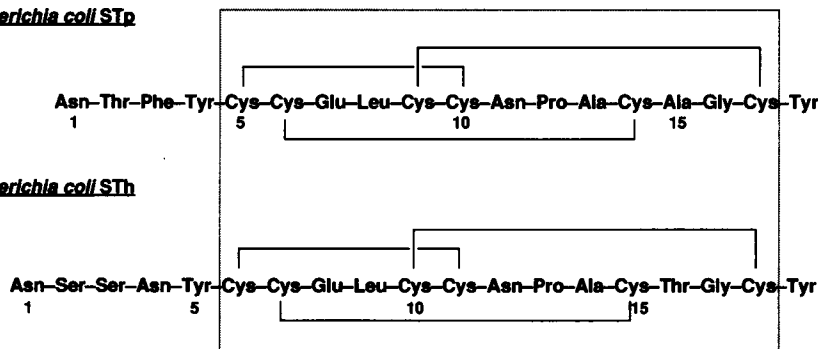 erichia coli STp
Asn-Thr-Phe-Tyr-Cys-Cys-Glu-Leu-Cys-Cys-Asn-Pro-Ala-Cys-Ala-Gly-Cys-Tyr
1 5 10 15
erichia coli STh
Asn-Ser-Ser-Asn-Tyr-Cys-Cys-Glu-Leu-Cys-Cys-Asn-Pro-Ala-Cys-Thr-Gly-Cys-Tyr
1 5 10 15